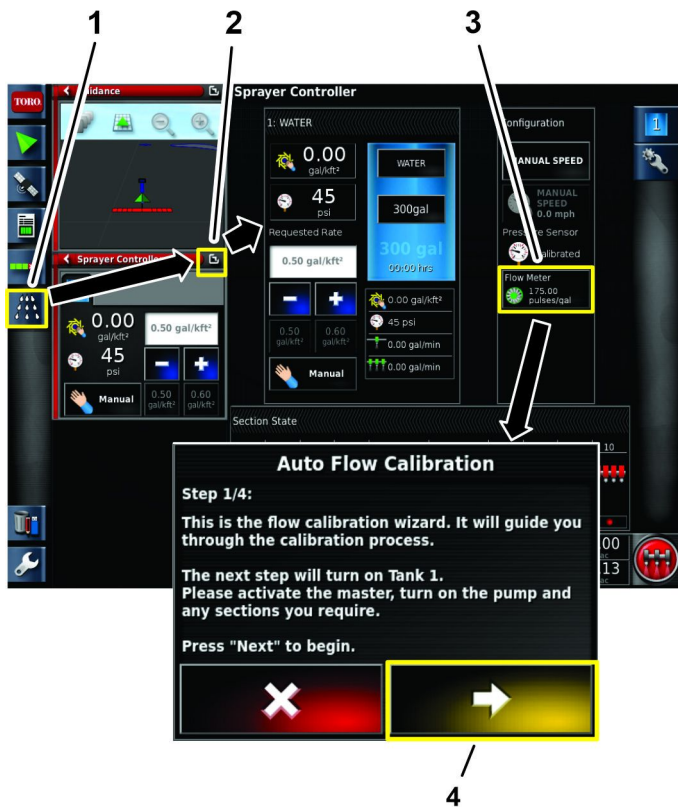 1
2
3
TORO.
Guidance
Sprayer Controller
1: WATER
0.00
gal/kft²
45
psi
Requested Rate
0.50 gal/kft²
0.50
gal/kft²
0.60
gal/kft²
Manual
WATER
300gal
300 gal
00:00 hrs
0.00 gal/kft²
45 psi
0.00 gal/min
0.00 gal/min
Configuration
MANUAL SPEED
MANUAL
SPEED
0.0 mph
Pressure Sensor
Calibrated
Flow Meter
175.00
pulses/gal
1
Sprayer Controller
0.00
gal/kft²
45
psi
0.50 gal/kft²
Manual
0.50
gal/kft²
0.60
gal/kft²
Section State
10
00
ac
13
ac
Auto Flow Calibration
Step 1/4:
This is the flow calibration wizard. It will guide you
through the calibration process.
The next step will turn on Tank 1.
Please activate the master, turn on the pump and
any sections you require.
Press "Next" to begin.
4